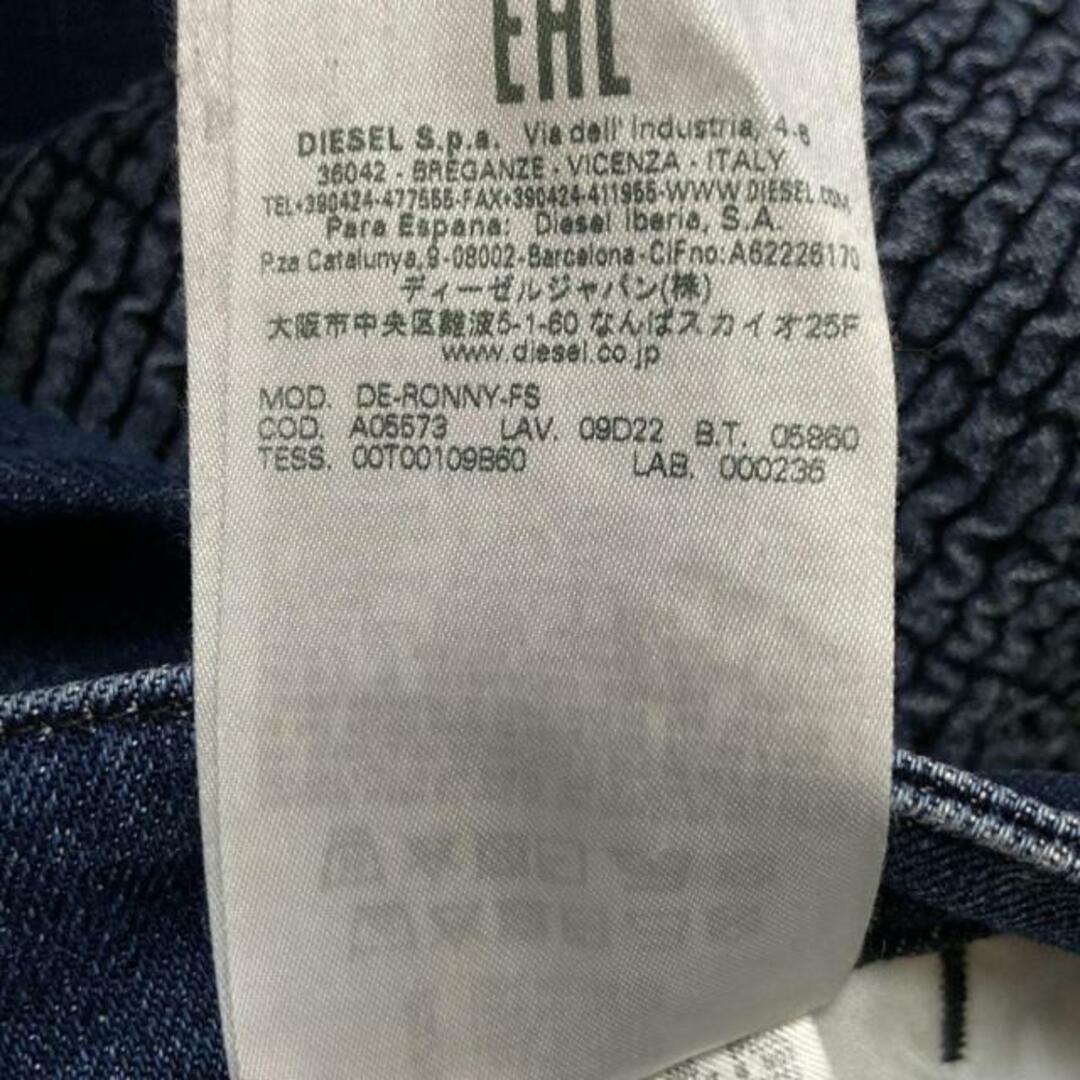 EAC
DIESEL S.p.a. Via dell' Industria, 4-6
36042 - BREGANZE - VICENZA - ITALY
TEL+390424-477555-FAX+390424-411955-WWW.DIESEL.COM
Para Espana: Diesel Iberia, S.A.
P.za Catalunya,9-08002-Barcelona-CIFno:A62226170
ディーゼルジャパン(株)
大阪市中央区難波5-1-60 なんばスカイオ25F
www.diesel.co.jp
MOD. DE-RONNY-FS
COD. A05573 LAV. 09D22 B.T. 05860
TESS. 00T00109B60 LAB. 000236